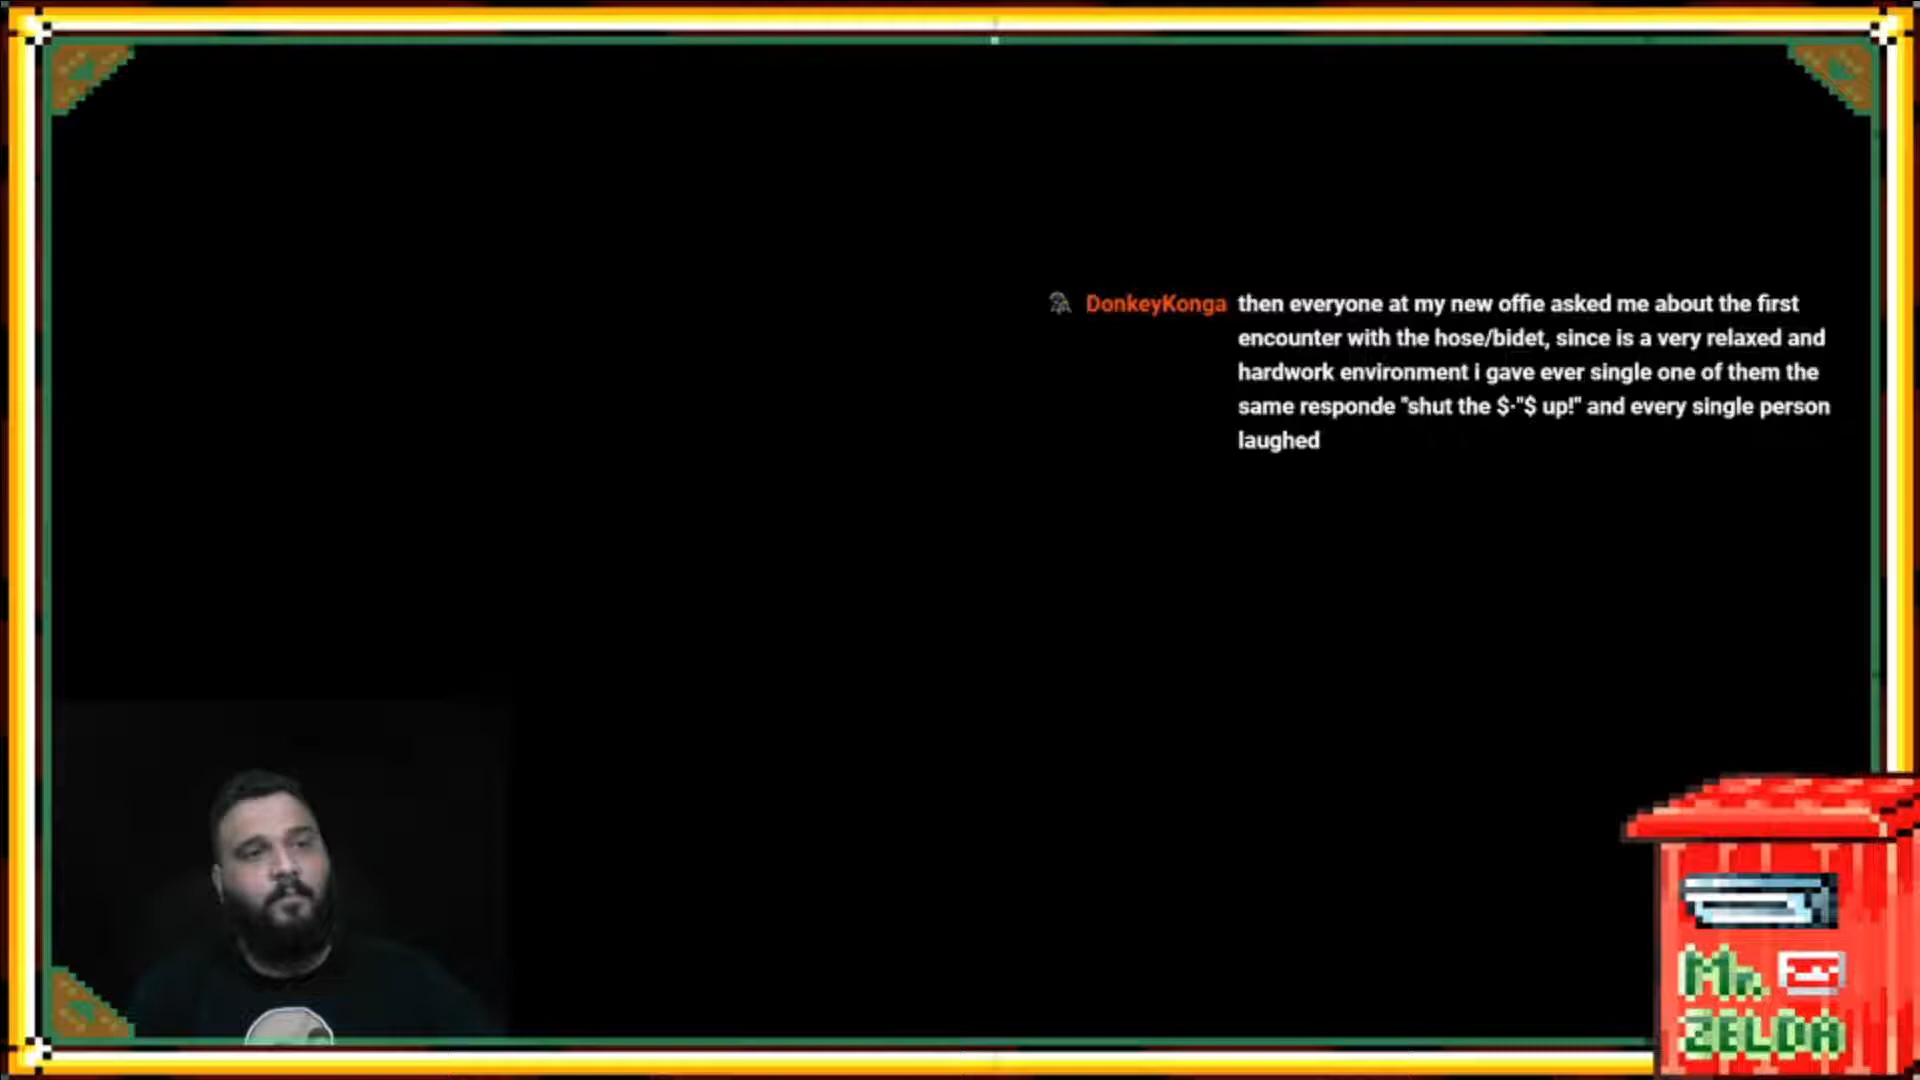 DonkeyKonga then everyone at my new offie asked me about the first
encounter with the hose/bidet, since is a very relaxed and
hardwork environment i gave ever single one of them the
same responde "shut the $·"$ up!" and every single person
laughed
Mr.
ZELDA